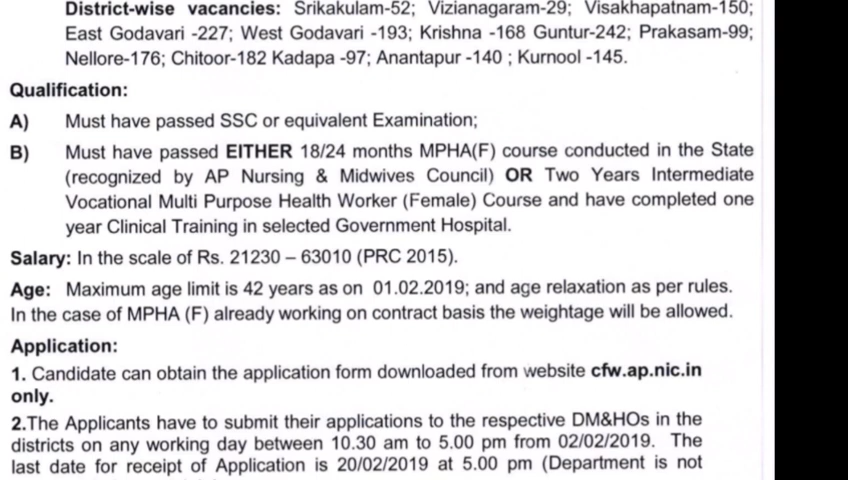 District-wise vacancies: Srikakulam-52; Vizianagaram-29; Visakhapatnam-150;
East Godavari -227; West Godavari -193; Krishna -168 Guntur-242; Prakasam-99;
Nellore-176; Chitoor-182 Kadapa -97; Anantapur -140 ; Kurnool -145.
Qualification:
A) Must have passed SSC or equivalent Examination;
B) Must have passed EITHER 18/24 months MPHA(F) course conducted in the State
(recognized by AP Nursing & Midwives Council) OR Two Years Intermediate
Vocational Multi Purpose Health Worker (Female) Course and have completed one
year Clinical Training in selected Government Hospital.
Salary: In the scale of Rs. 21230 – 63010 (PRC 2015).
Age: Maximum age limit is 42 years as on 01.02.2019; and age relaxation as per rules.
In the case of MPHA (F) already working on contract basis the weightage will be allowed.
Application:
1. Candidate can obtain the application form downloaded from website cfw.ap.nic.in
only.
2.The Applicants have to submit their applications to the respective DM&HOs in the
districts on any working day between 10.30 am to 5.00 pm from 02/02/2019. The
last date for receipt of Application is 20/02/2019 at 5.00 pm (Department is not